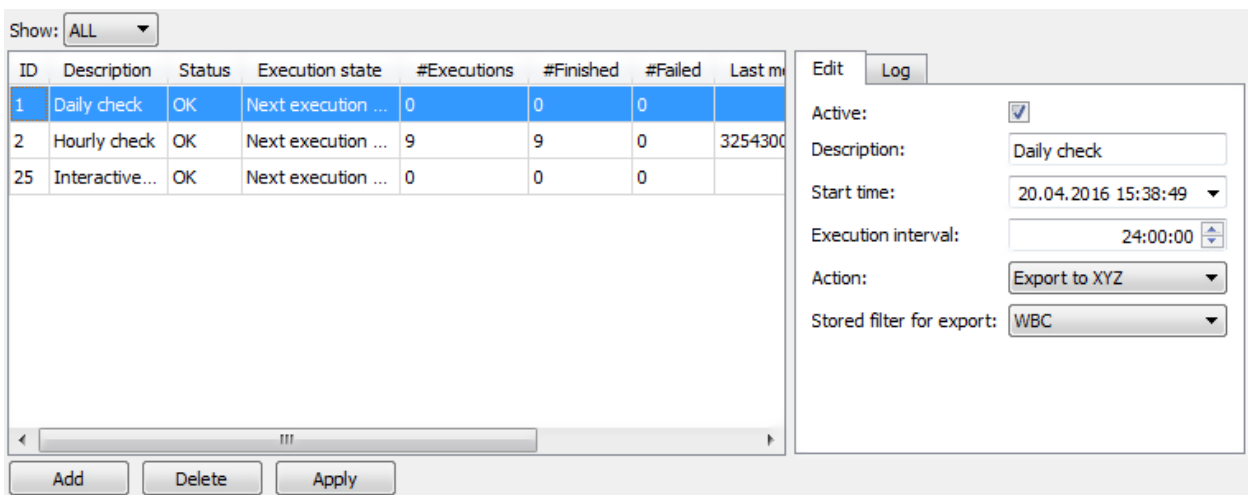 Show: ALL
ID Description Status Execution state #Executions #Finished #Failed Last m
1 Daily check OK Next execution ... 0 0 0
2 Hourly check OK Next execution ... 9 9 0 3254300
25 Interactive... OK Next execution ... 0 0 0
Edit Log
Active:
Description: Daily check
Start time: 20.04.2016 15:38:49
Execution interval: 24:00:00
Action: Export to XYZ
Stored filter for export: WBC
Add Delete Apply